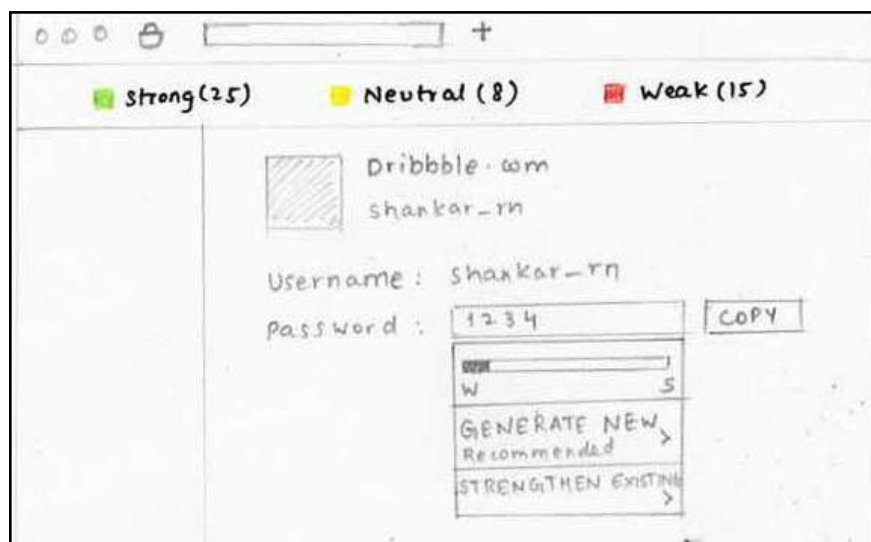 +
Strong (25) Neutral (8) Weak (15)
Dribbble.com
shankar_rn
Username : shankar_rn
Password : 1234 COPY
W S
GENERATE NEW >
Recommended
STRENGTHEN EXISTING >